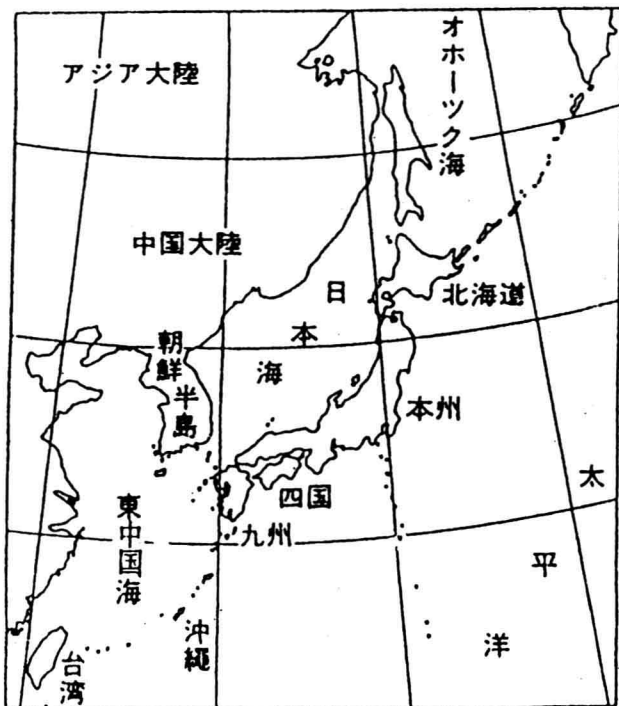 アジア大陸
オホーツク海
中国大陸
北海道
日本海
朝鮮半島
本州
四国
太平洋
九州
東中国海
沖縄
台湾